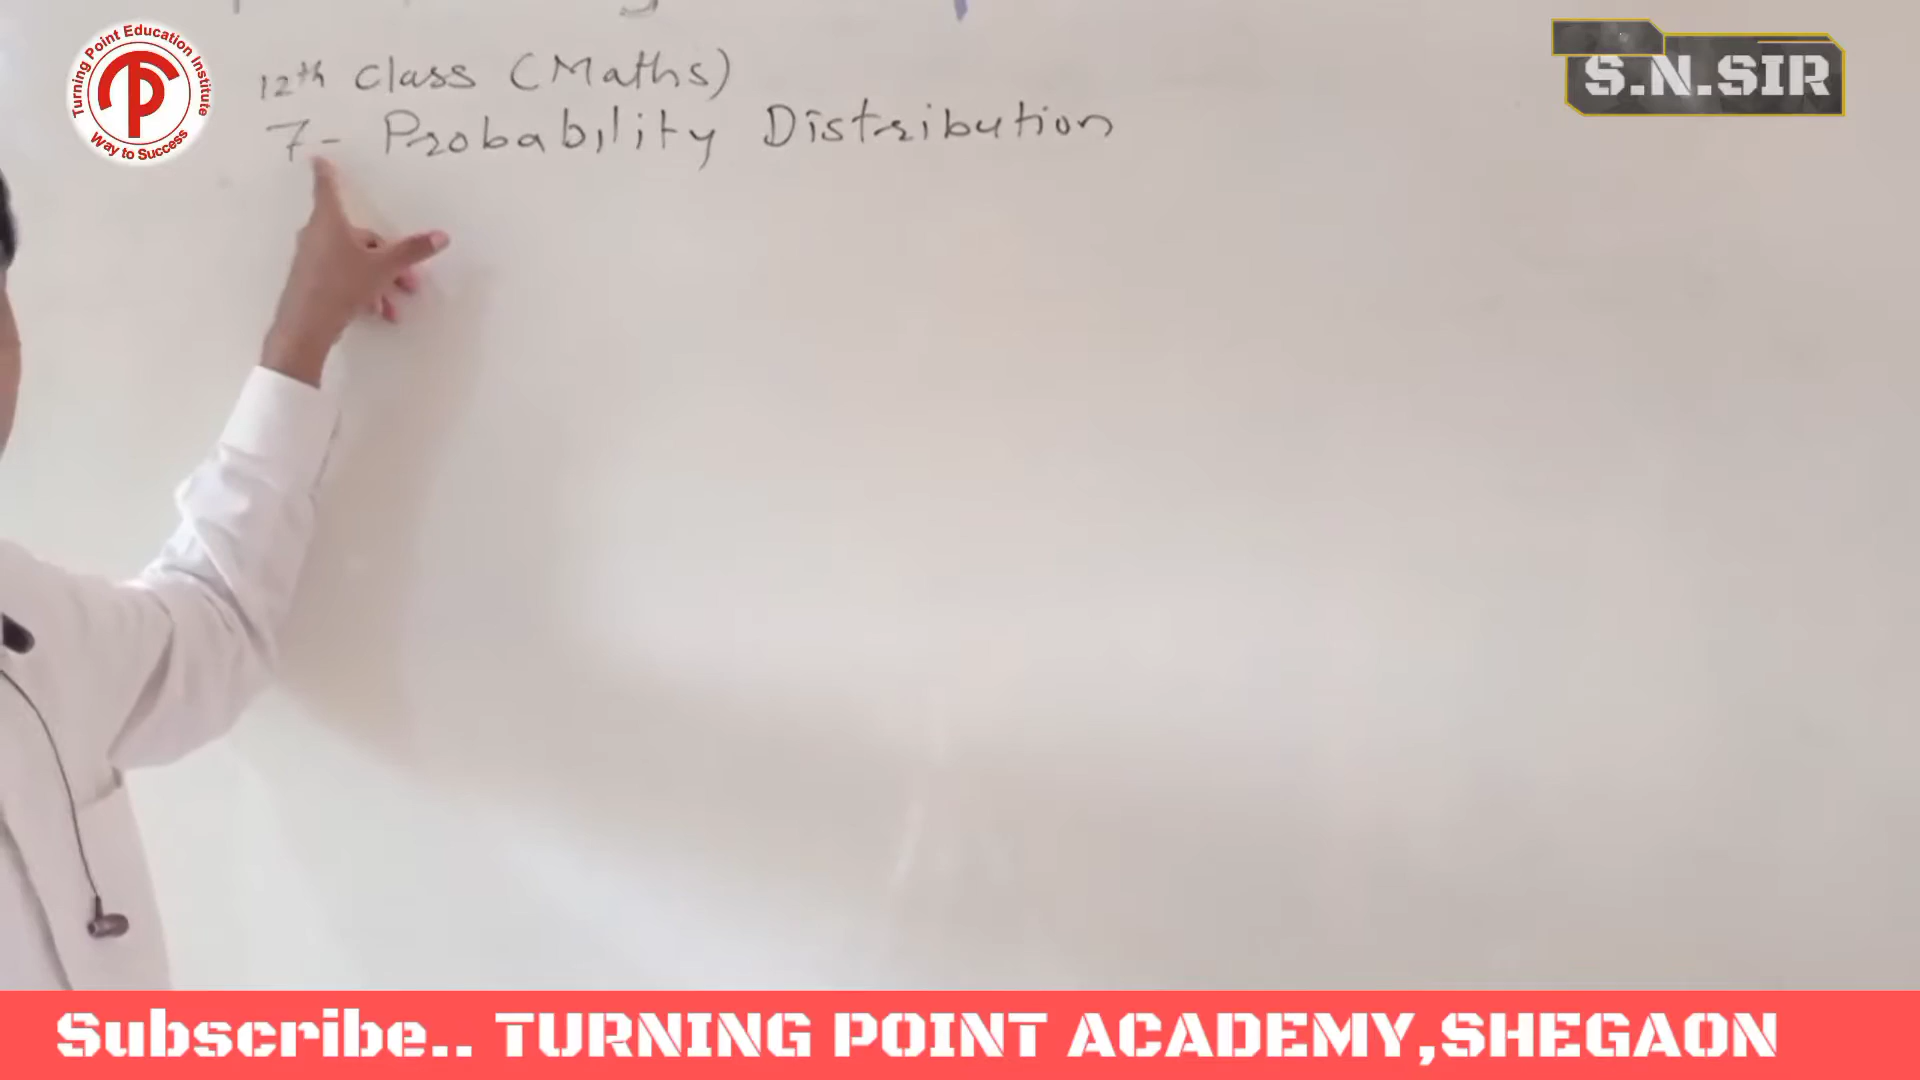 Turning Point Education Institute
Way to Success
S.N.SIR
12th Class (Maths)
7- Probability Distribution
Subscribe.. TURNING POINT ACADEMY,SHEGAON